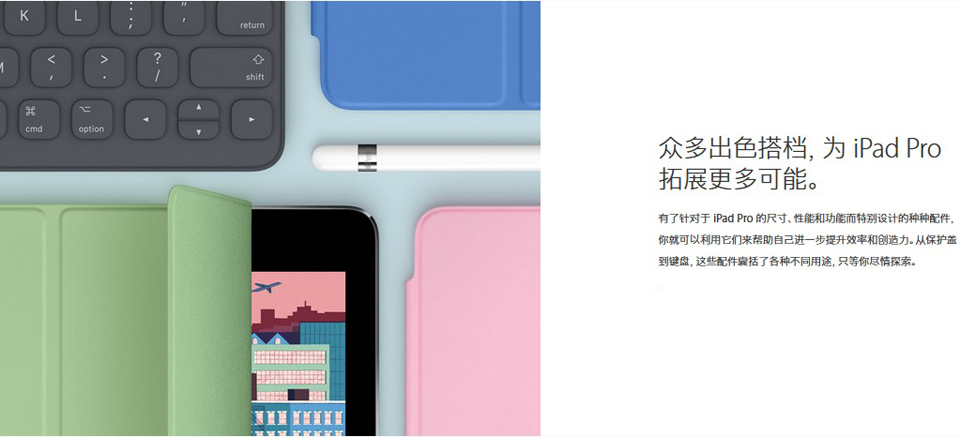 K L : ; " ' return
M < , > . ? / shift
⌘ cmd ⌥ option ◄ ▲ ▼ ►
众多出色搭档，为 iPad Pro
拓展更多可能。
有了针对于 iPad Pro 的尺寸、性能和功能而特别设计的种种配件，
你就可以利用它们来帮助自己进一步提升效率和创造力。从保护盖
到键盘，这些配件囊括了各种不同用途，只等你尽情探索。